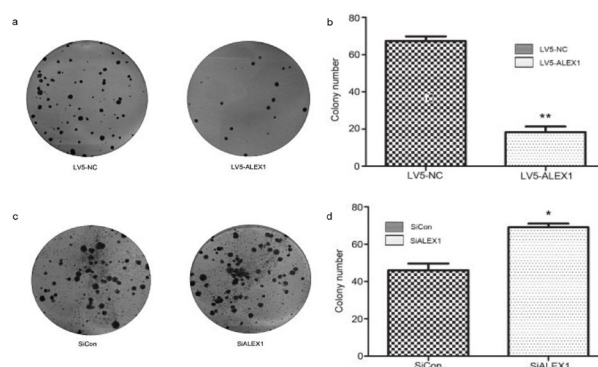 a
LV5-NC
LV5-ALEX1
b
Colony number
80
60
40
20
0
LV5-NC
LV5-ALEX1
**
LV5-NC
LV5-ALEX1
c
SiCon
SiALEX1
d
Colony number
80
60
40
20
0
SiCon
SiALEX1
*
SiCon
SiALEX1